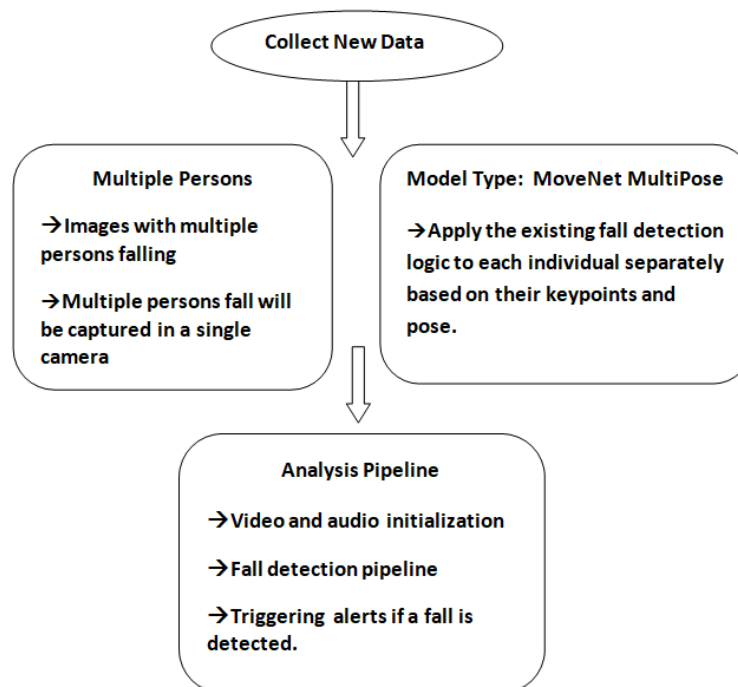 Collect New Data
Multiple Persons
→Images with multiple
persons falling
→Multiple persons fall will
be captured in a single
camera
Model Type:  MoveNet MultiPose
→Apply the existing fall detection
logic to each individual separately
based on their keypoints and
pose.
Analysis Pipeline
→Video and audio initialization
→Fall detection pipeline
→Triggering  alerts if a fall is
detected.